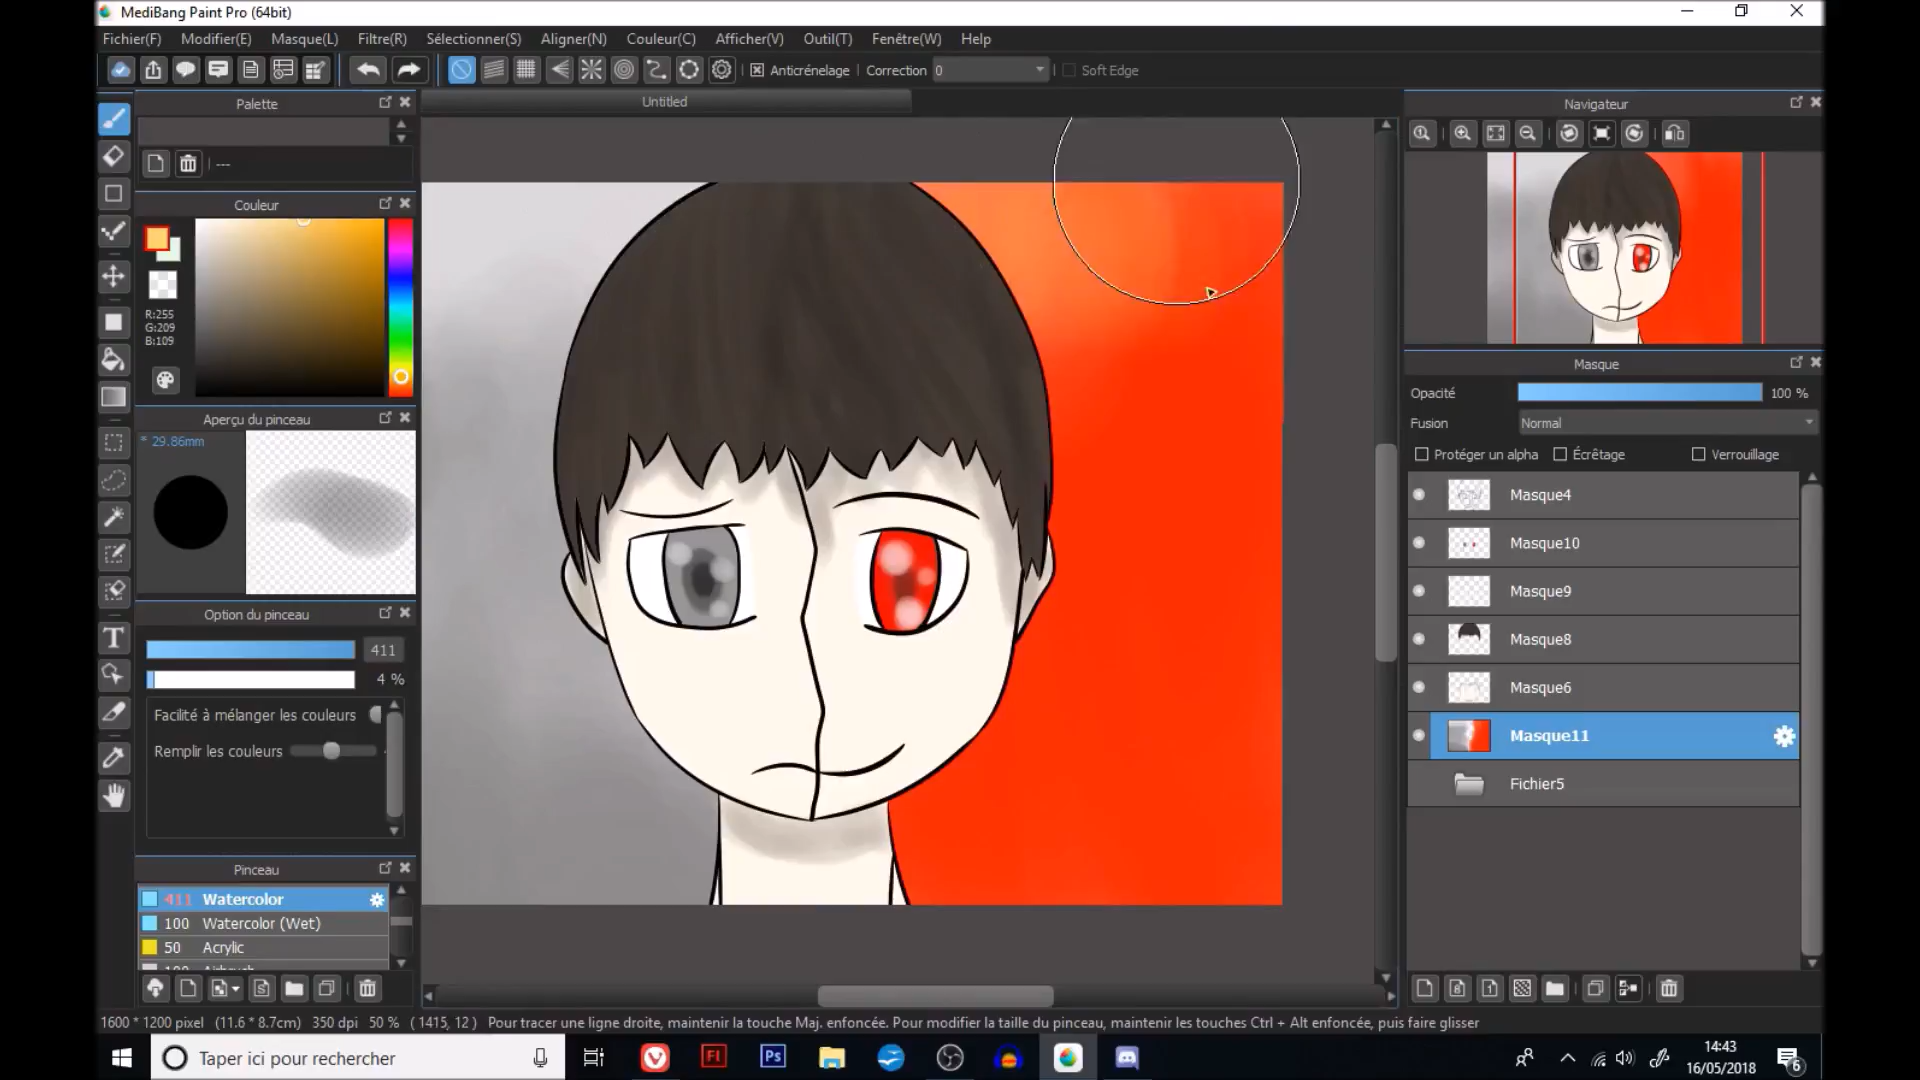 MediBang Paint Pro (64bit)
Fichier(F) Modifier(E) Masque(L) Filtre(R) Sélectionner(S) Aligner(N) Couleur(C) Afficher(V) Outil(T) Fenêtre(W) Help
Anticrénelage Correction 0 Soft Edge
Palette
Untitled
Navigateur
---
Couleur
R:255
G:209
B:109
Masque
Opacité 100 %
Fusion Normal
Protéger un alpha Écrêtage Verrouillage
Aperçu du pinceau
* 29.86mm
Masque4
Masque10
Masque9
Masque8
Masque6
Masque11
Fichier5
Option du pinceau
411
4 %
Facilité à mélanger les couleurs
Remplir les couleurs
Pinceau
411 Watercolor
100 Watercolor (Wet)
50 Acrylic
1600 * 1200 pixel (11.6 * 8.7cm) 350 dpi 50 % ( 1415, 12 ) Pour tracer une ligne droite, maintenir la touche Maj. enfoncée. Pour modifier la taille du pinceau, maintenir les touches Ctrl + Alt enfoncée, puis faire glisser
Taper ici pour rechercher
Fl
Ps
14:43
16/05/2018
6